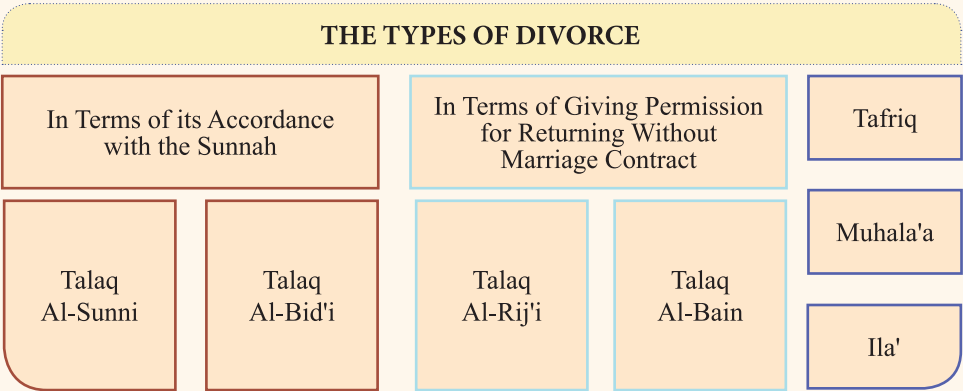 THE TYPES OF DIVORCE
In Terms of its Accordance
with the Sunnah
Talaq
Al-Sunni
Talaq
Al-Bid'i
In Terms of Giving Permission
for Returning Without
Marriage Contract
Talaq
Al-Rij'i
Talaq
Al-Bain
Tafriq
Muhala'a
Ila'